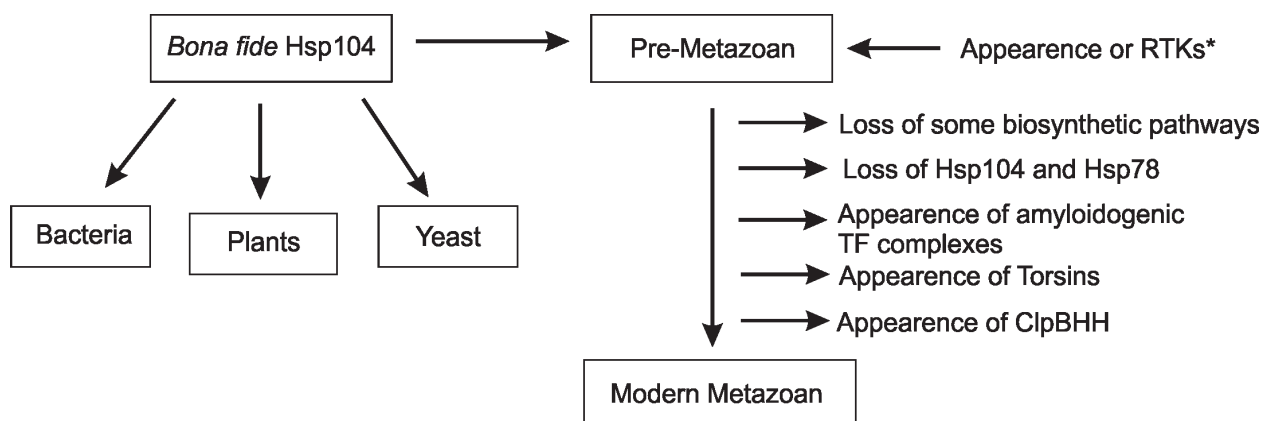 Bona fide Hsp104
Pre-Metazoan
Appearence or RTKs*
Loss of some biosynthetic pathways
Loss of Hsp104 and Hsp78
Appearence of amyloidogenic
TF complexes
Appearence of Torsins
Appearence of ClpBHH
Bacteria
Plants
Yeast
Modern Metazoan